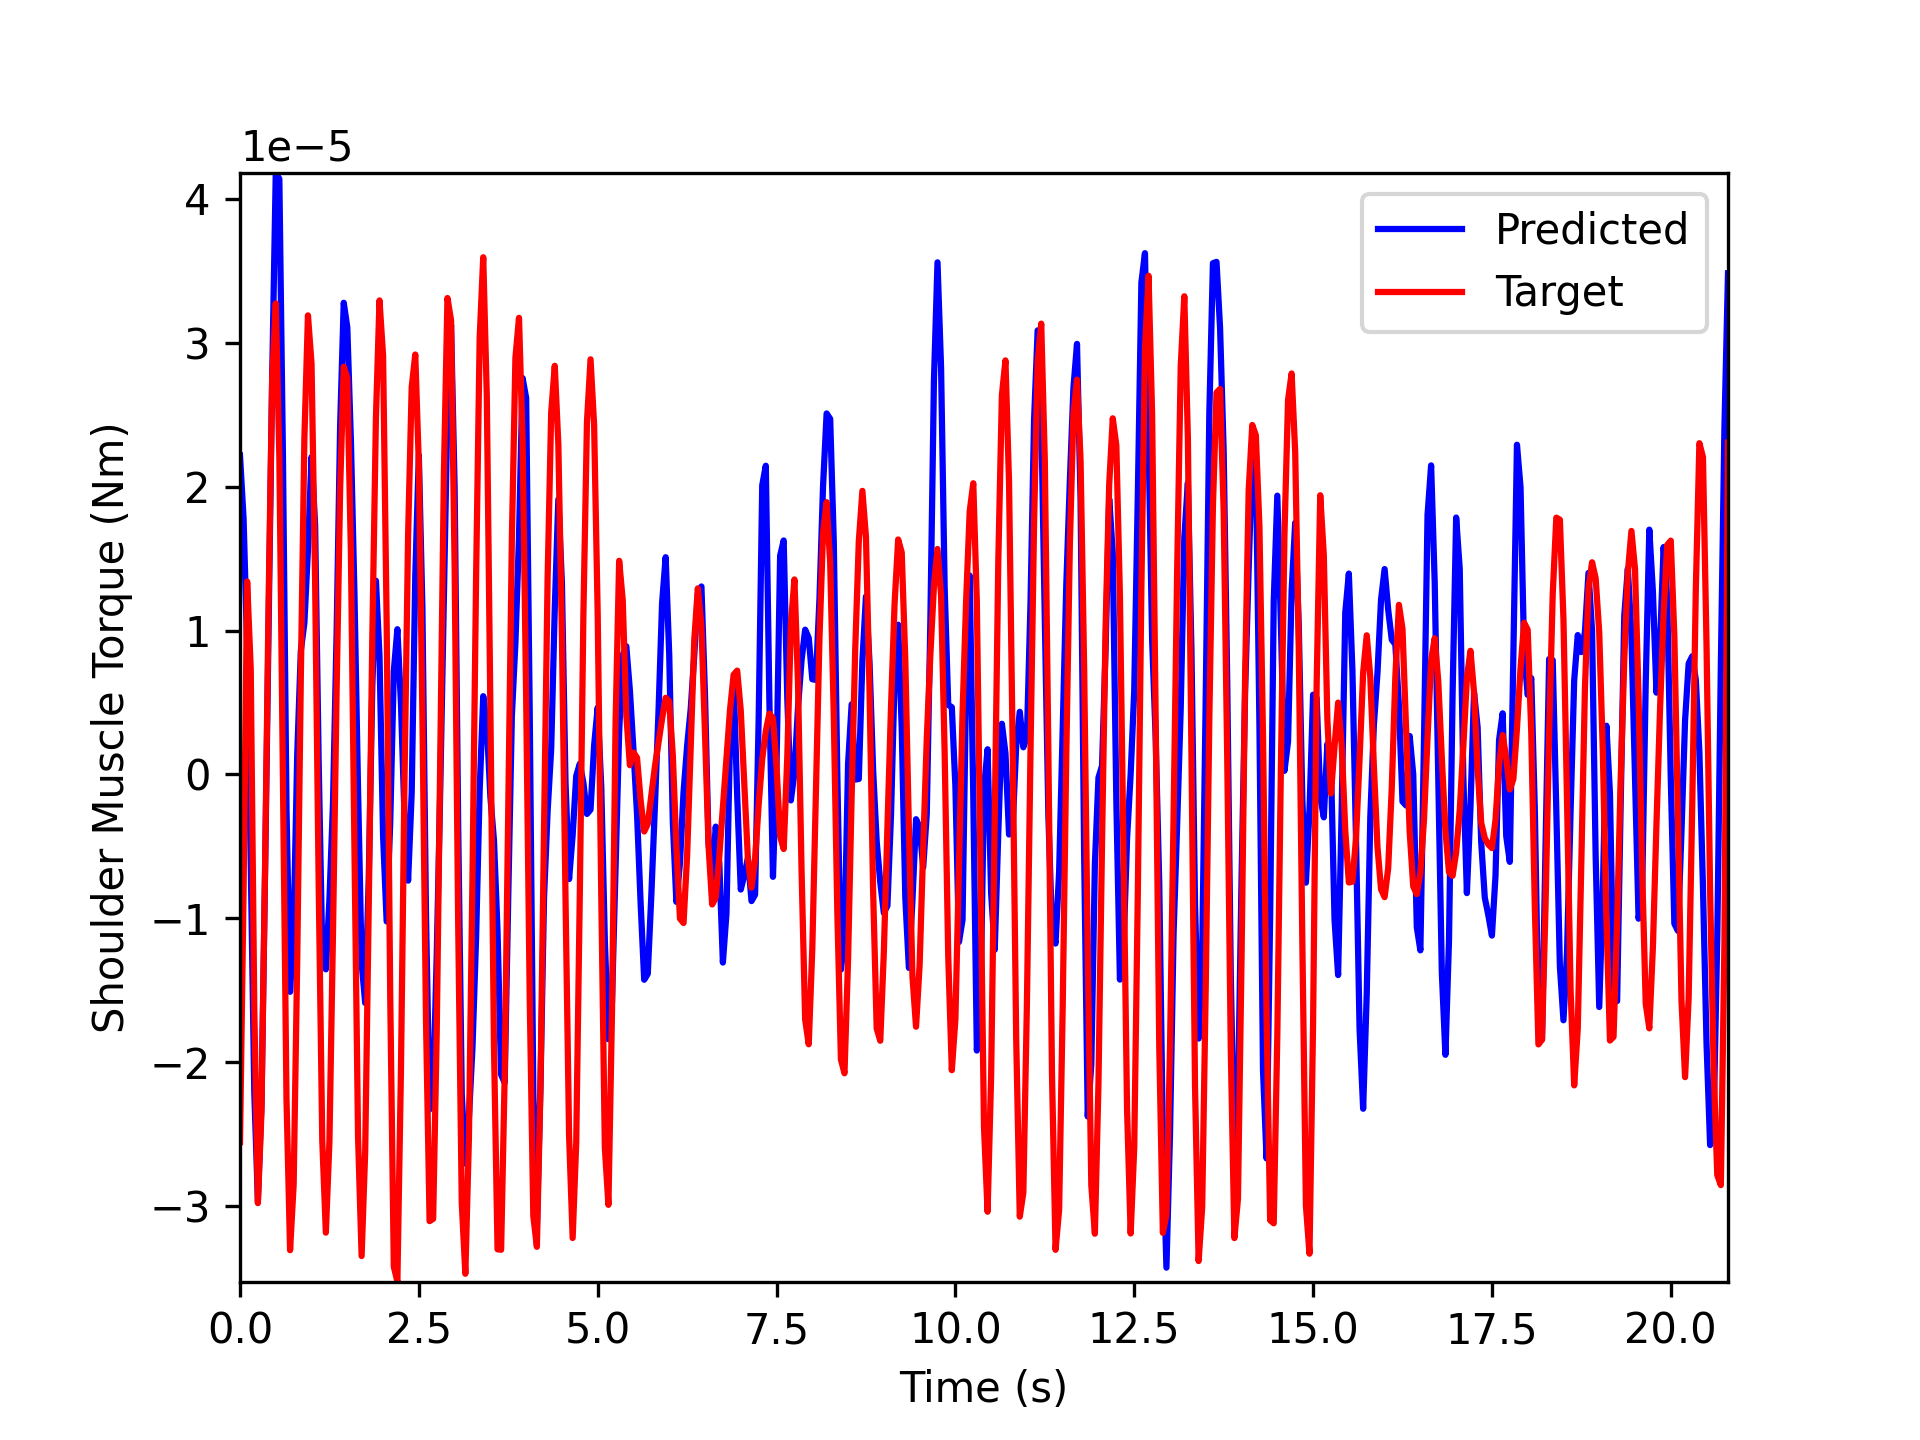 1e−5
Predicted
Target
4
3
2
1
0
−1
−2
−3
Shoulder Muscle Torque (Nm)
0.0 2.5 5.0 7.5 10.0 12.5 15.0 17.5 20.0
Time (s)